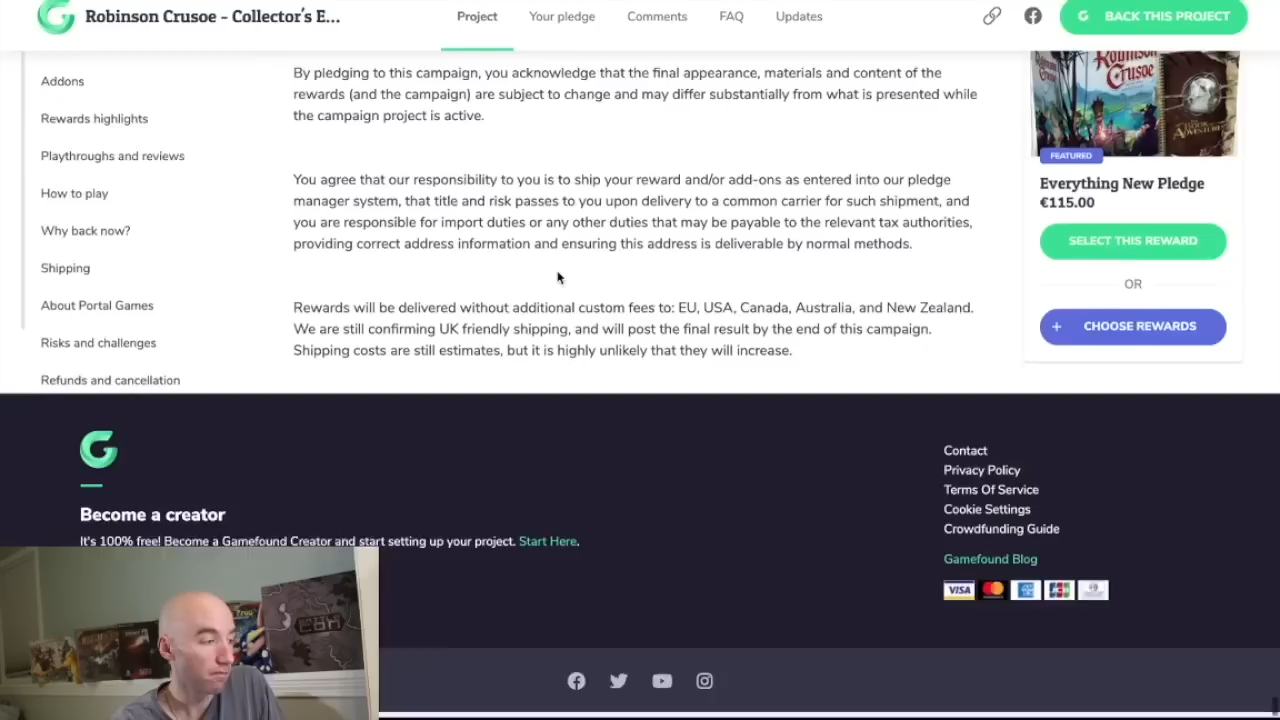 Robinson Crusoe - Collector's E...
Project
Your pledge
Comments
FAQ
Updates
BACK THIS PROJECT
Addons
Rewards highlights
Playthroughs and reviews
How to play
Why back now?
Shipping
About Portal Games
Risks and challenges
Refunds and cancellation
By pledging to this campaign, you acknowledge that the final appearance, materials and content of the
rewards (and the campaign) are subject to change and may differ substantially from what is presented while
the campaign project is active.
You agree that our responsibility to you is to ship your reward and/or add-ons as entered into our pledge
manager system, that title and risk passes to you upon delivery to a common carrier for such shipment, and
you are responsible for import duties or any other duties that may be payable to the relevant tax authorities,
providing correct address information and ensuring this address is deliverable by normal methods.
Rewards will be delivered without additional custom fees to: EU, USA, Canada, Australia, and New Zealand.
We are still confirming UK friendly shipping, and will post the final result by the end of this campaign.
Shipping costs are still estimates, but it is highly unlikely that they will increase.
Robinson
Crusoe
FEATURED
Everything New Pledge
€115.00
SELECT THIS REWARD
OR
+ CHOOSE REWARDS
Become a creator
It's 100% free! Become a Gamefound Creator and start setting up your project. Start Here.
Contact
Privacy Policy
Terms Of Service
Cookie Settings
Crowdfunding Guide
Gamefound Blog
VISA